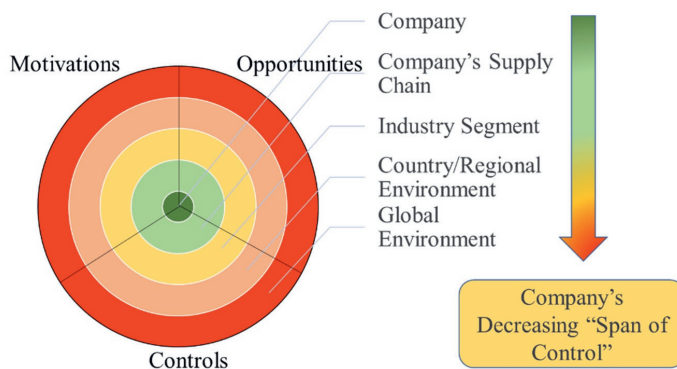 Company
Motivations
Opportunities
Company’s Supply
Chain
Industry Segment
Country/Regional
Environment
Global
Environment
Controls
Company’s
Decreasing “Span of
Control”